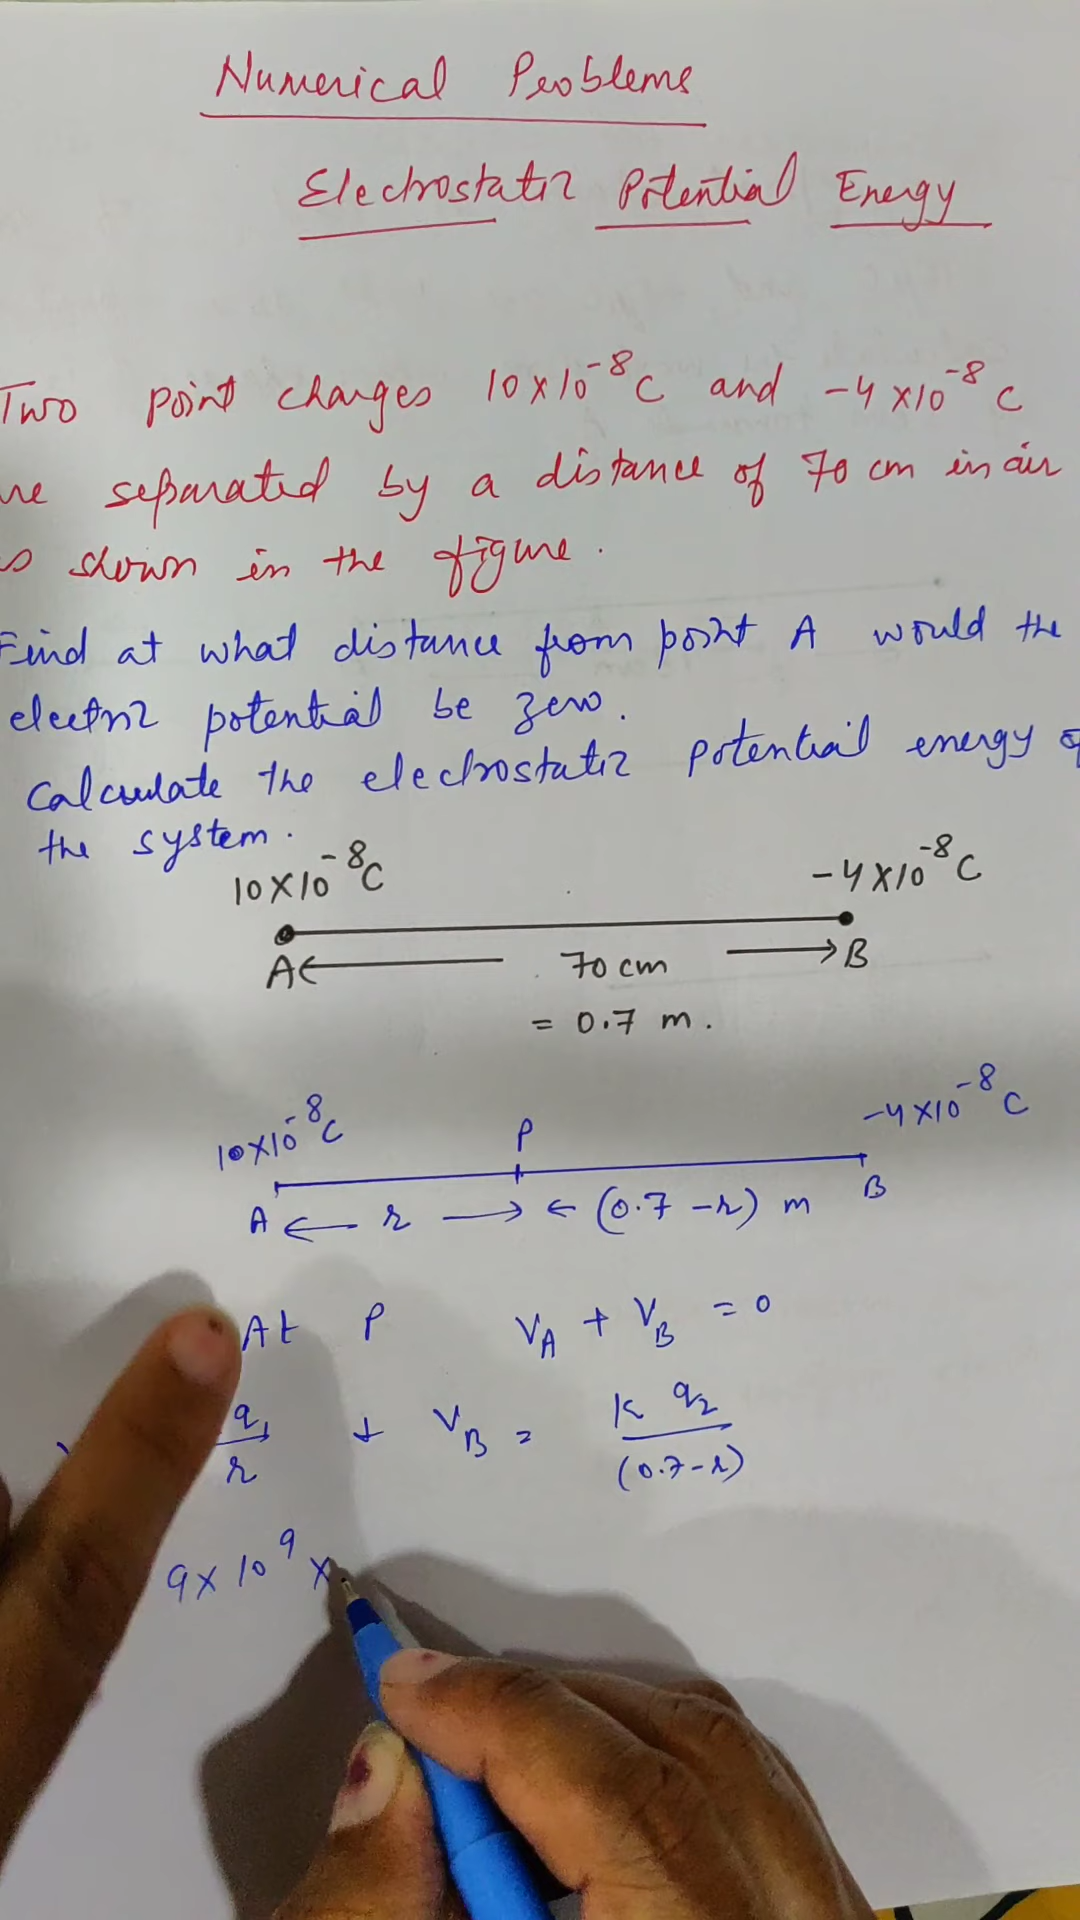 Numerical Problems
Electrostatic Potential Energy
Two point charges 10×10⁻⁸ C and -4×10⁻⁸ C
separated by a distance of 70 cm in air
shown in the figure.
Find at what distance from point A would the
electric potential be zero.
Calculate the electrostatic potential energy of
the system.
10×10⁻⁸C -4×10⁻⁸ C
A ← 70 cm → B
= 0.7 m.
10×10⁻⁸C P -4×10⁻⁸ C
A ← r → ← (0.7 - r) m B
At P V_A + V_B = 0
q₁/r + V_B = K q₂/(0.7-r)
9×10⁹ ×